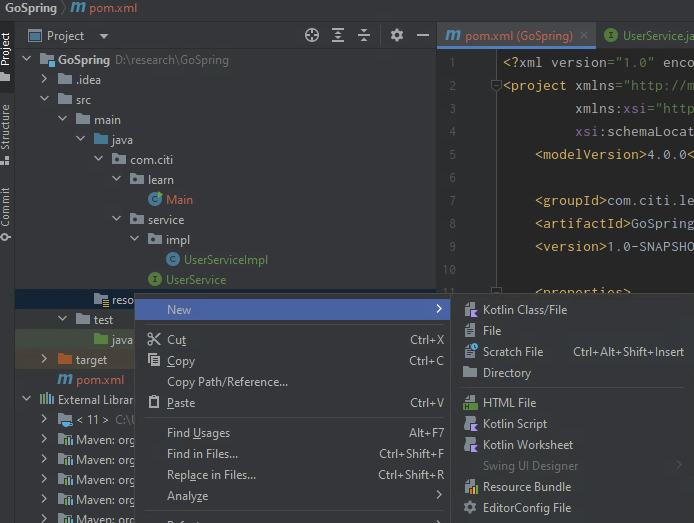 GoSpring pom.xml
Project
Structure
Commit
Project
GoSpring D:\research\GoSpring
.idea
src
main
java
com.citi
learn
Main
service
impl
UserServiceImpl
UserService
reso
test
java
target
pom.xml
External Librar
< 11 > C:\
Maven: org
Maven: org
Maven: org
Maven: org
pom.xml (GoSpring)
UserService.ja
1 <?xml version="1.0" enco
2 <project xmlns="http://m
3 xmlns:xsi="http
4 xsi:schemaLocat
5 <modelVersion>4.0.0<
6
7 <groupId>com.citi.le
8 <artifactId>GoSpring
9 <version>1.0-SNAPSHO
10
11 <properties>
New
Cut Ctrl+X
Copy Ctrl+C
Copy Path/Reference...
Paste Ctrl+V
Find Usages Alt+F7
Find in Files... Ctrl+Shift+F
Replace in Files... Ctrl+Shift+R
Analyze
Kotlin Class/File
File
Scratch File Ctrl+Alt+Shift+Insert
Directory
HTML File
Kotlin Script
Kotlin Worksheet
Swing UI Designer
Resource Bundle
EditorConfig File